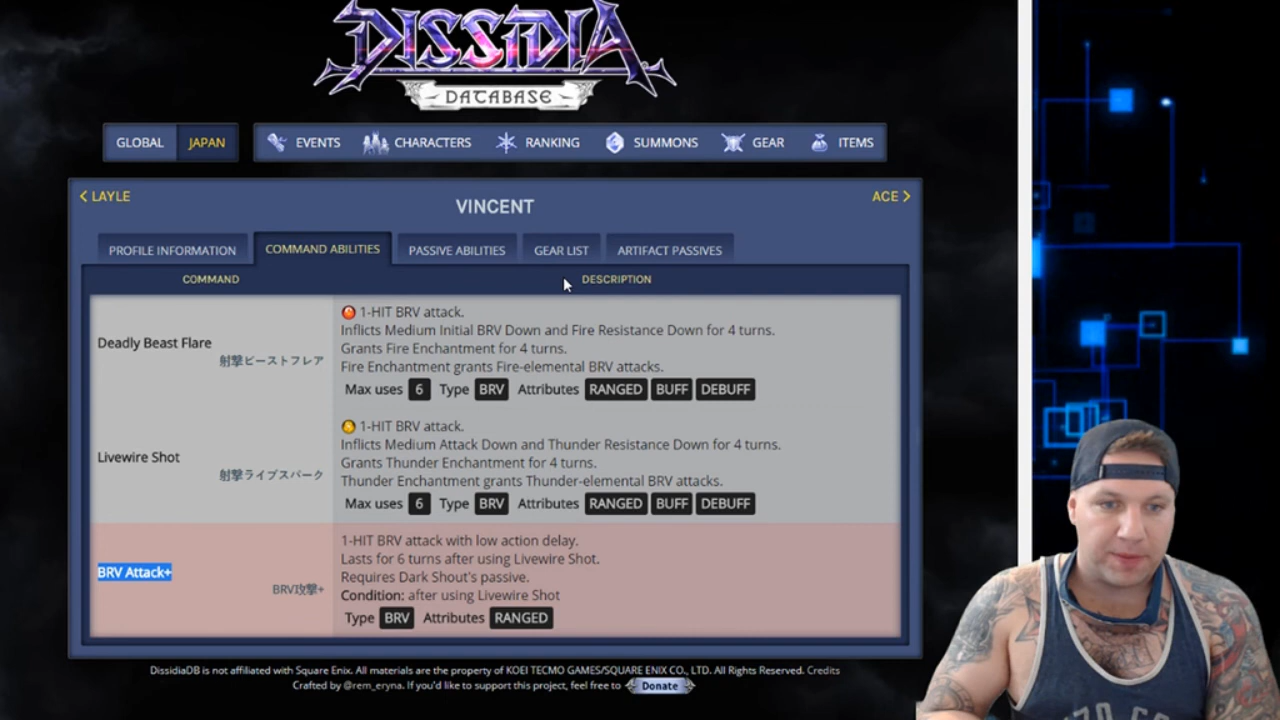 DISSIDIA
DATABASE
GLOBAL JAPAN EVENTS CHARACTERS RANKING SUMMONS GEAR ITEMS
< LAYLE
VINCENT
ACE >
PROFILE INFORMATION COMMAND ABILITIES PASSIVE ABILITIES GEAR LIST ARTIFACT PASSIVES
COMMAND DESCRIPTION
Deadly Beast Flare
射撃ビーストフレア
1-HIT BRV attack.
Inflicts Medium Initial BRV Down and Fire Resistance Down for 4 turns.
Grants Fire Enchantment for 4 turns.
Fire Enchantment grants Fire-elemental BRV attacks.
Max uses 6 Type BRV Attributes RANGED BUFF DEBUFF
Livewire Shot
射撃ライブスパーク
1-HIT BRV attack.
Inflicts Medium Attack Down and Thunder Resistance Down for 4 turns.
Grants Thunder Enchantment for 4 turns.
Thunder Enchantment grants Thunder-elemental BRV attacks.
Max uses 6 Type BRV Attributes RANGED BUFF DEBUFF
BRV Attack+
BRV攻撃+
1-HIT BRV attack with low action delay.
Lasts for 6 turns after using Livewire Shot.
Requires Dark Shout's passive.
Condition: after using Livewire Shot
Type BRV Attributes RANGED
DissidiaDB is not affiliated with Square Enix. All materials are the property of KOEI TECMO GAMES/SQUARE ENIX CO., LTD. All Rights Reserved. Credits
Crafted by @rem_eryna. If you'd like to support this project, feel free to Donate